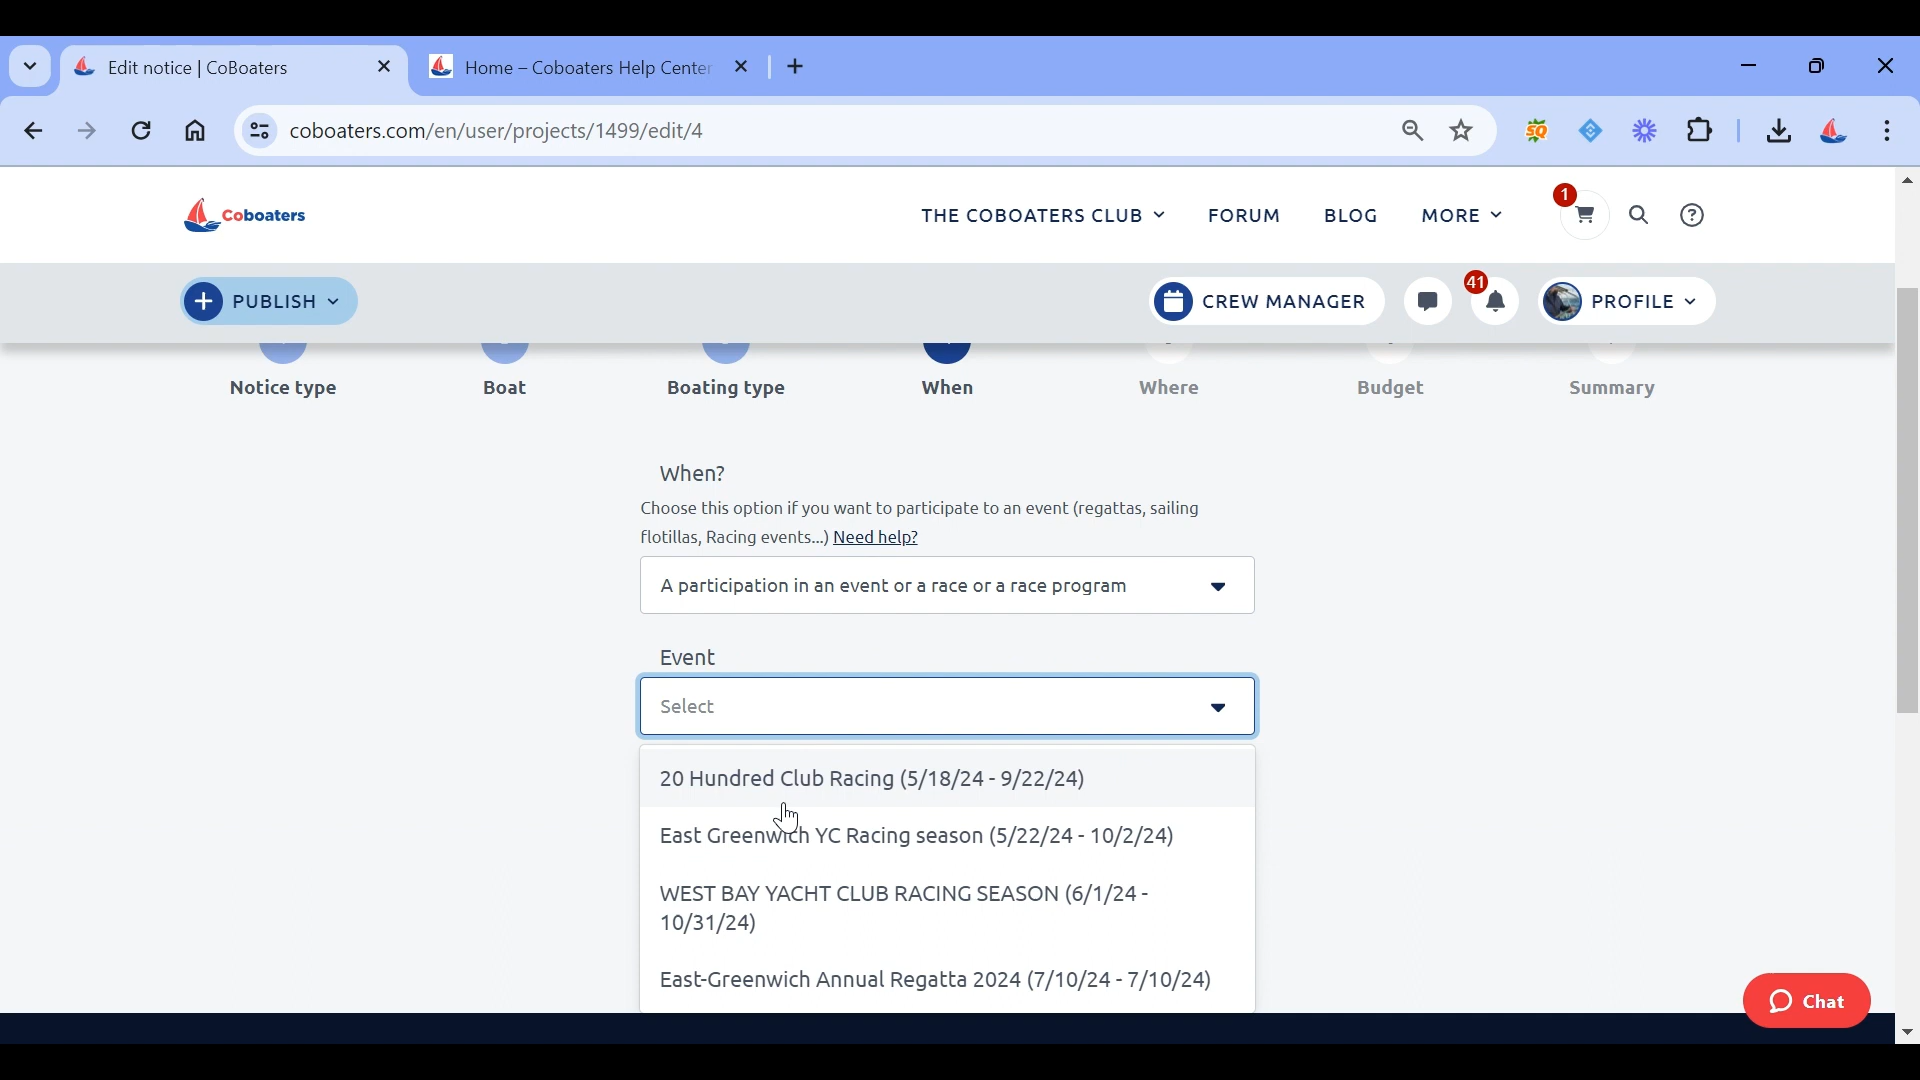 Edit notice | CoBoaters
Home – Coboaters Help Center
coboaters.com/en/user/projects/1499/edit/4
SQ
Coboaters
THE COBOATERS CLUB
FORUM
BLOG
MORE
1
PUBLISH
CREW MANAGER
41
PROFILE
Notice type
Boat
Boating type
When
Where
Budget
Summary
When?
Choose this option if you want to participate to an event (regattas, sailing
flotillas, Racing events...) Need help?
A participation in an event or a race or a race program
Event
Select
20 Hundred Club Racing (5/18/24 - 9/22/24)
East Greenwich YC Racing season (5/22/24 - 10/2/24)
WEST BAY YACHT CLUB RACING SEASON (6/1/24 -
10/31/24)
East-Greenwich Annual Regatta 2024 (7/10/24 - 7/10/24)
Chat